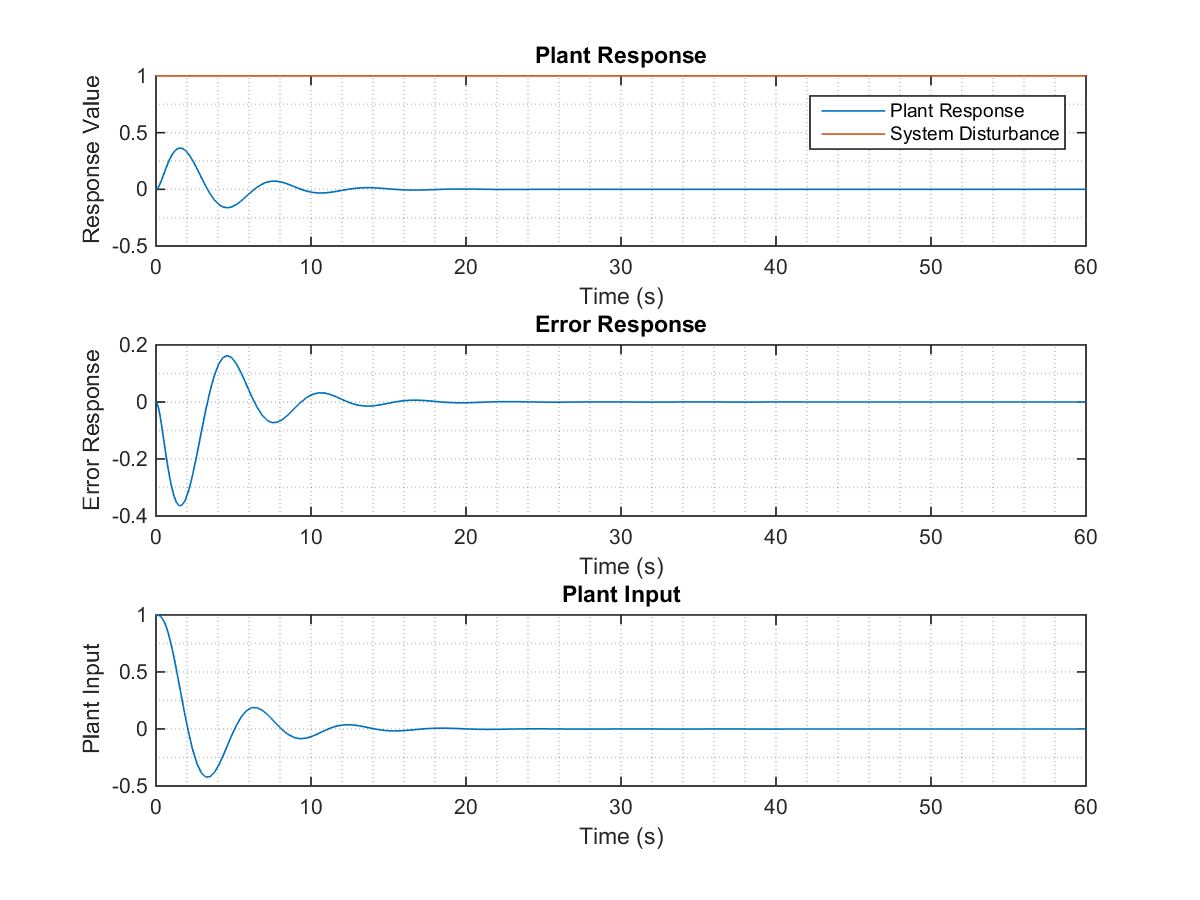 Plant Response
1
0.5
0
-0.5
Response Value
Plant Response
System Disturbance
0 10 20 30 40 50 60
Time (s)
Error Response
0.2
0
-0.2
-0.4
Error Response
0 10 20 30 40 50 60
Time (s)
Plant Input
1
0.5
0
-0.5
Plant Input
0 10 20 30 40 50 60
Time (s)